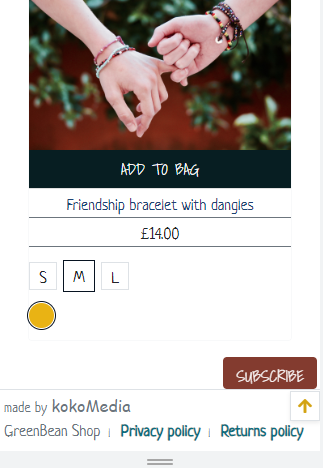 ADD TO BAG
Friendship bracelet with dangles
£14.00
S M L
SUBSCRIBE
made by kokoMedia
GreenBean Shop | Privacy policy | Returns policy